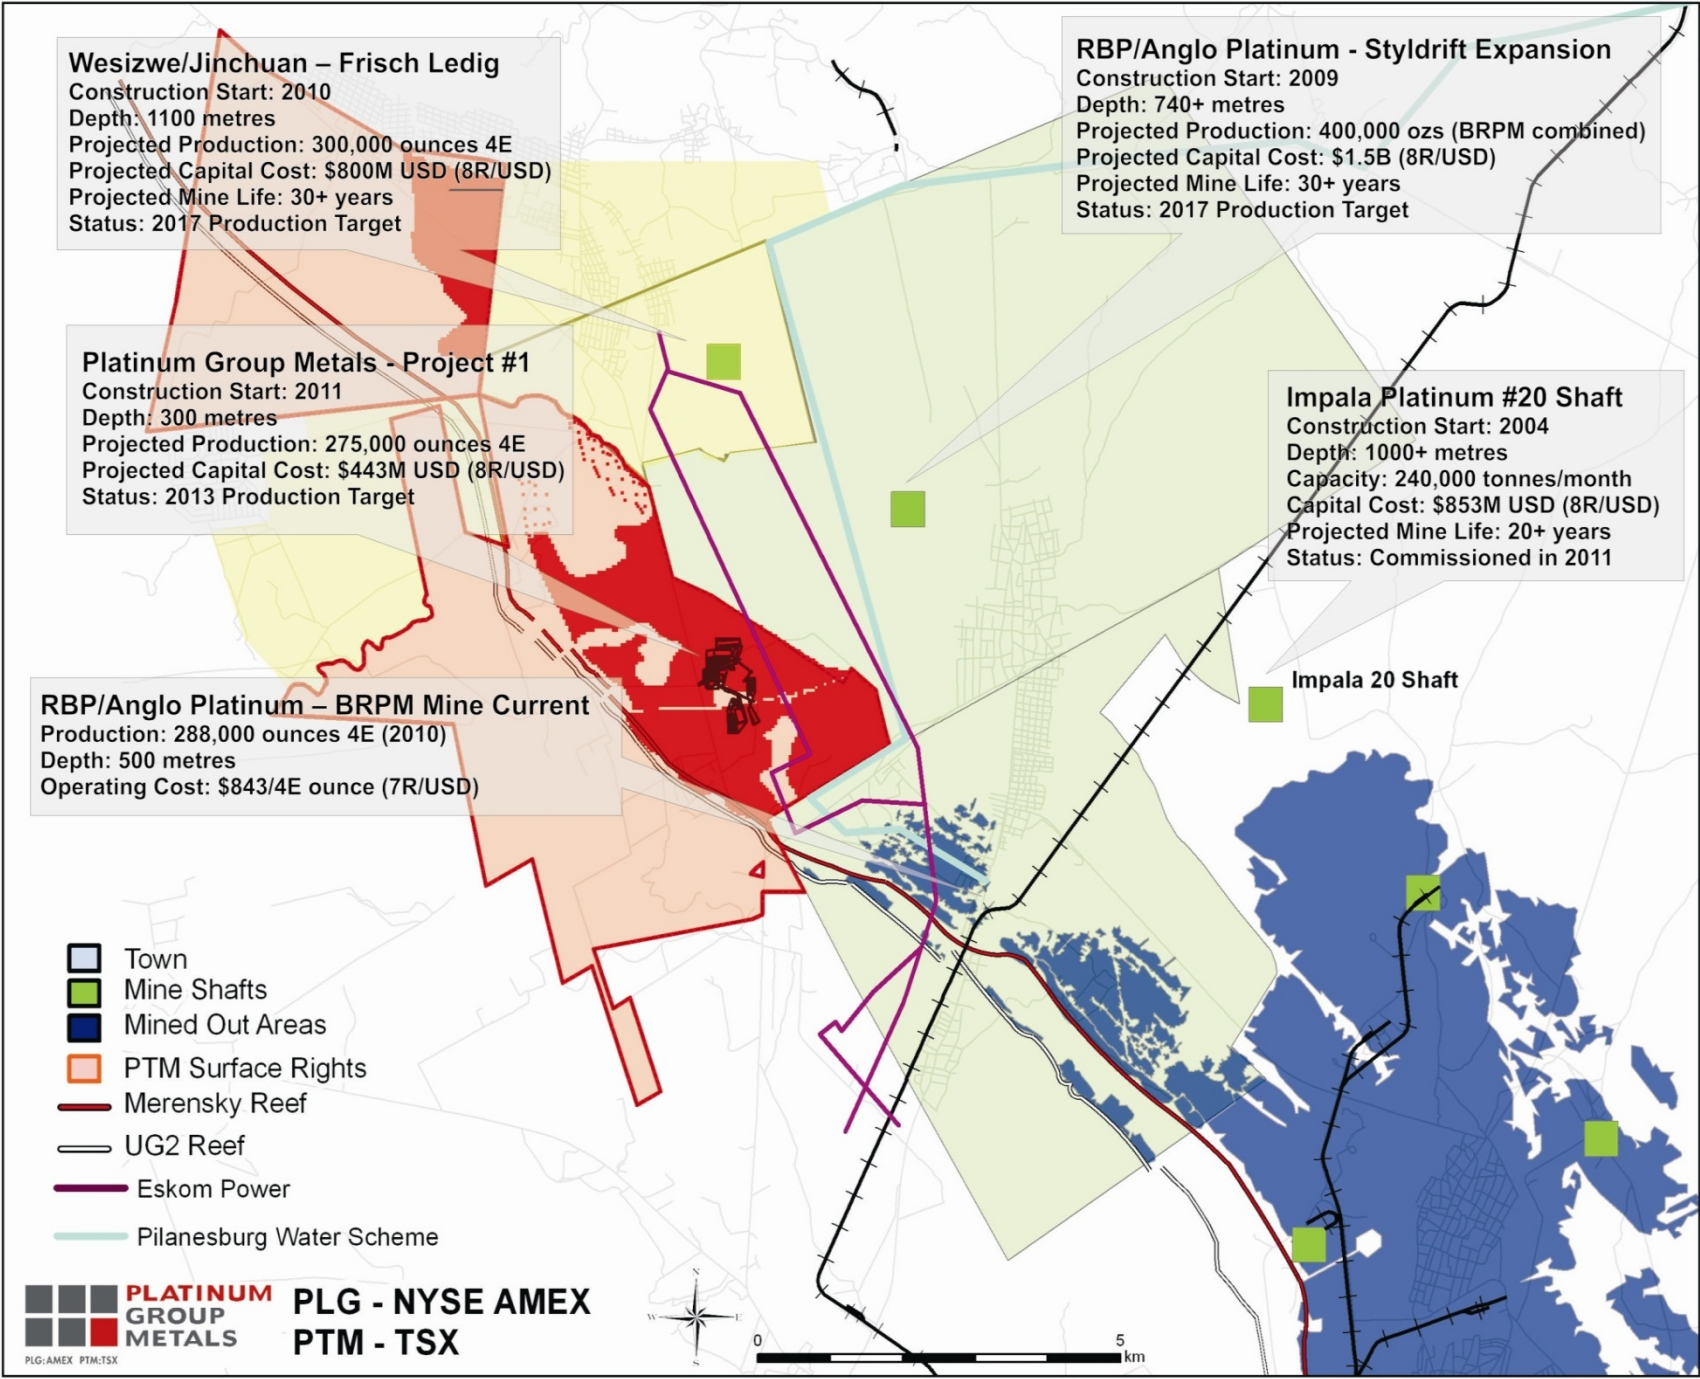 Wesizwe/Jinchuan – Frisch Ledig
Construction Start: 2010
Depth: 1100 metres
Projected Production: 300,000 ounces 4E
Projected Capital Cost: $800M USD (8R/USD)
Projected Mine Life: 30+ years
Status: 2017 Production Target
RBP/Anglo Platinum - Styldrift Expansion
Construction Start: 2009
Depth: 740+ metres
Projected Production: 400,000 ozs (BRPM combined)
Projected Capital Cost: $1.5B (8R/USD)
Projected Mine Life: 30+ years
Status: 2017 Production Target
Platinum Group Metals - Project #1
Construction Start: 2011
Depth: 300 metres
Projected Production: 275,000 ounces 4E
Projected Capital Cost: $443M USD (8R/USD)
Status: 2013 Production Target
Impala Platinum #20 Shaft
Construction Start: 2004
Depth: 1000+ metres
Capacity: 240,000 tonnes/month
Capital Cost: $853M USD (8R/USD)
Projected Mine Life: 20+ years
Status: Commissioned in 2011
Impala 20 Shaft
RBP/Anglo Platinum – BRPM Mine Current
Production: 288,000 ounces 4E (2010)
Depth: 500 metres
Operating Cost: $843/4E ounce (7R/USD)
Town
Mine Shafts
Mined Out Areas
PTM Surface Rights
Merensky Reef
UG2 Reef
Eskom Power
Pilanesburg Water Scheme
PLATINUM
GROUP
METALS
PLG:AMEX PTM:TSX
PLG - NYSE AMEX
PTM - TSX
N
W
E
S
0
5
km